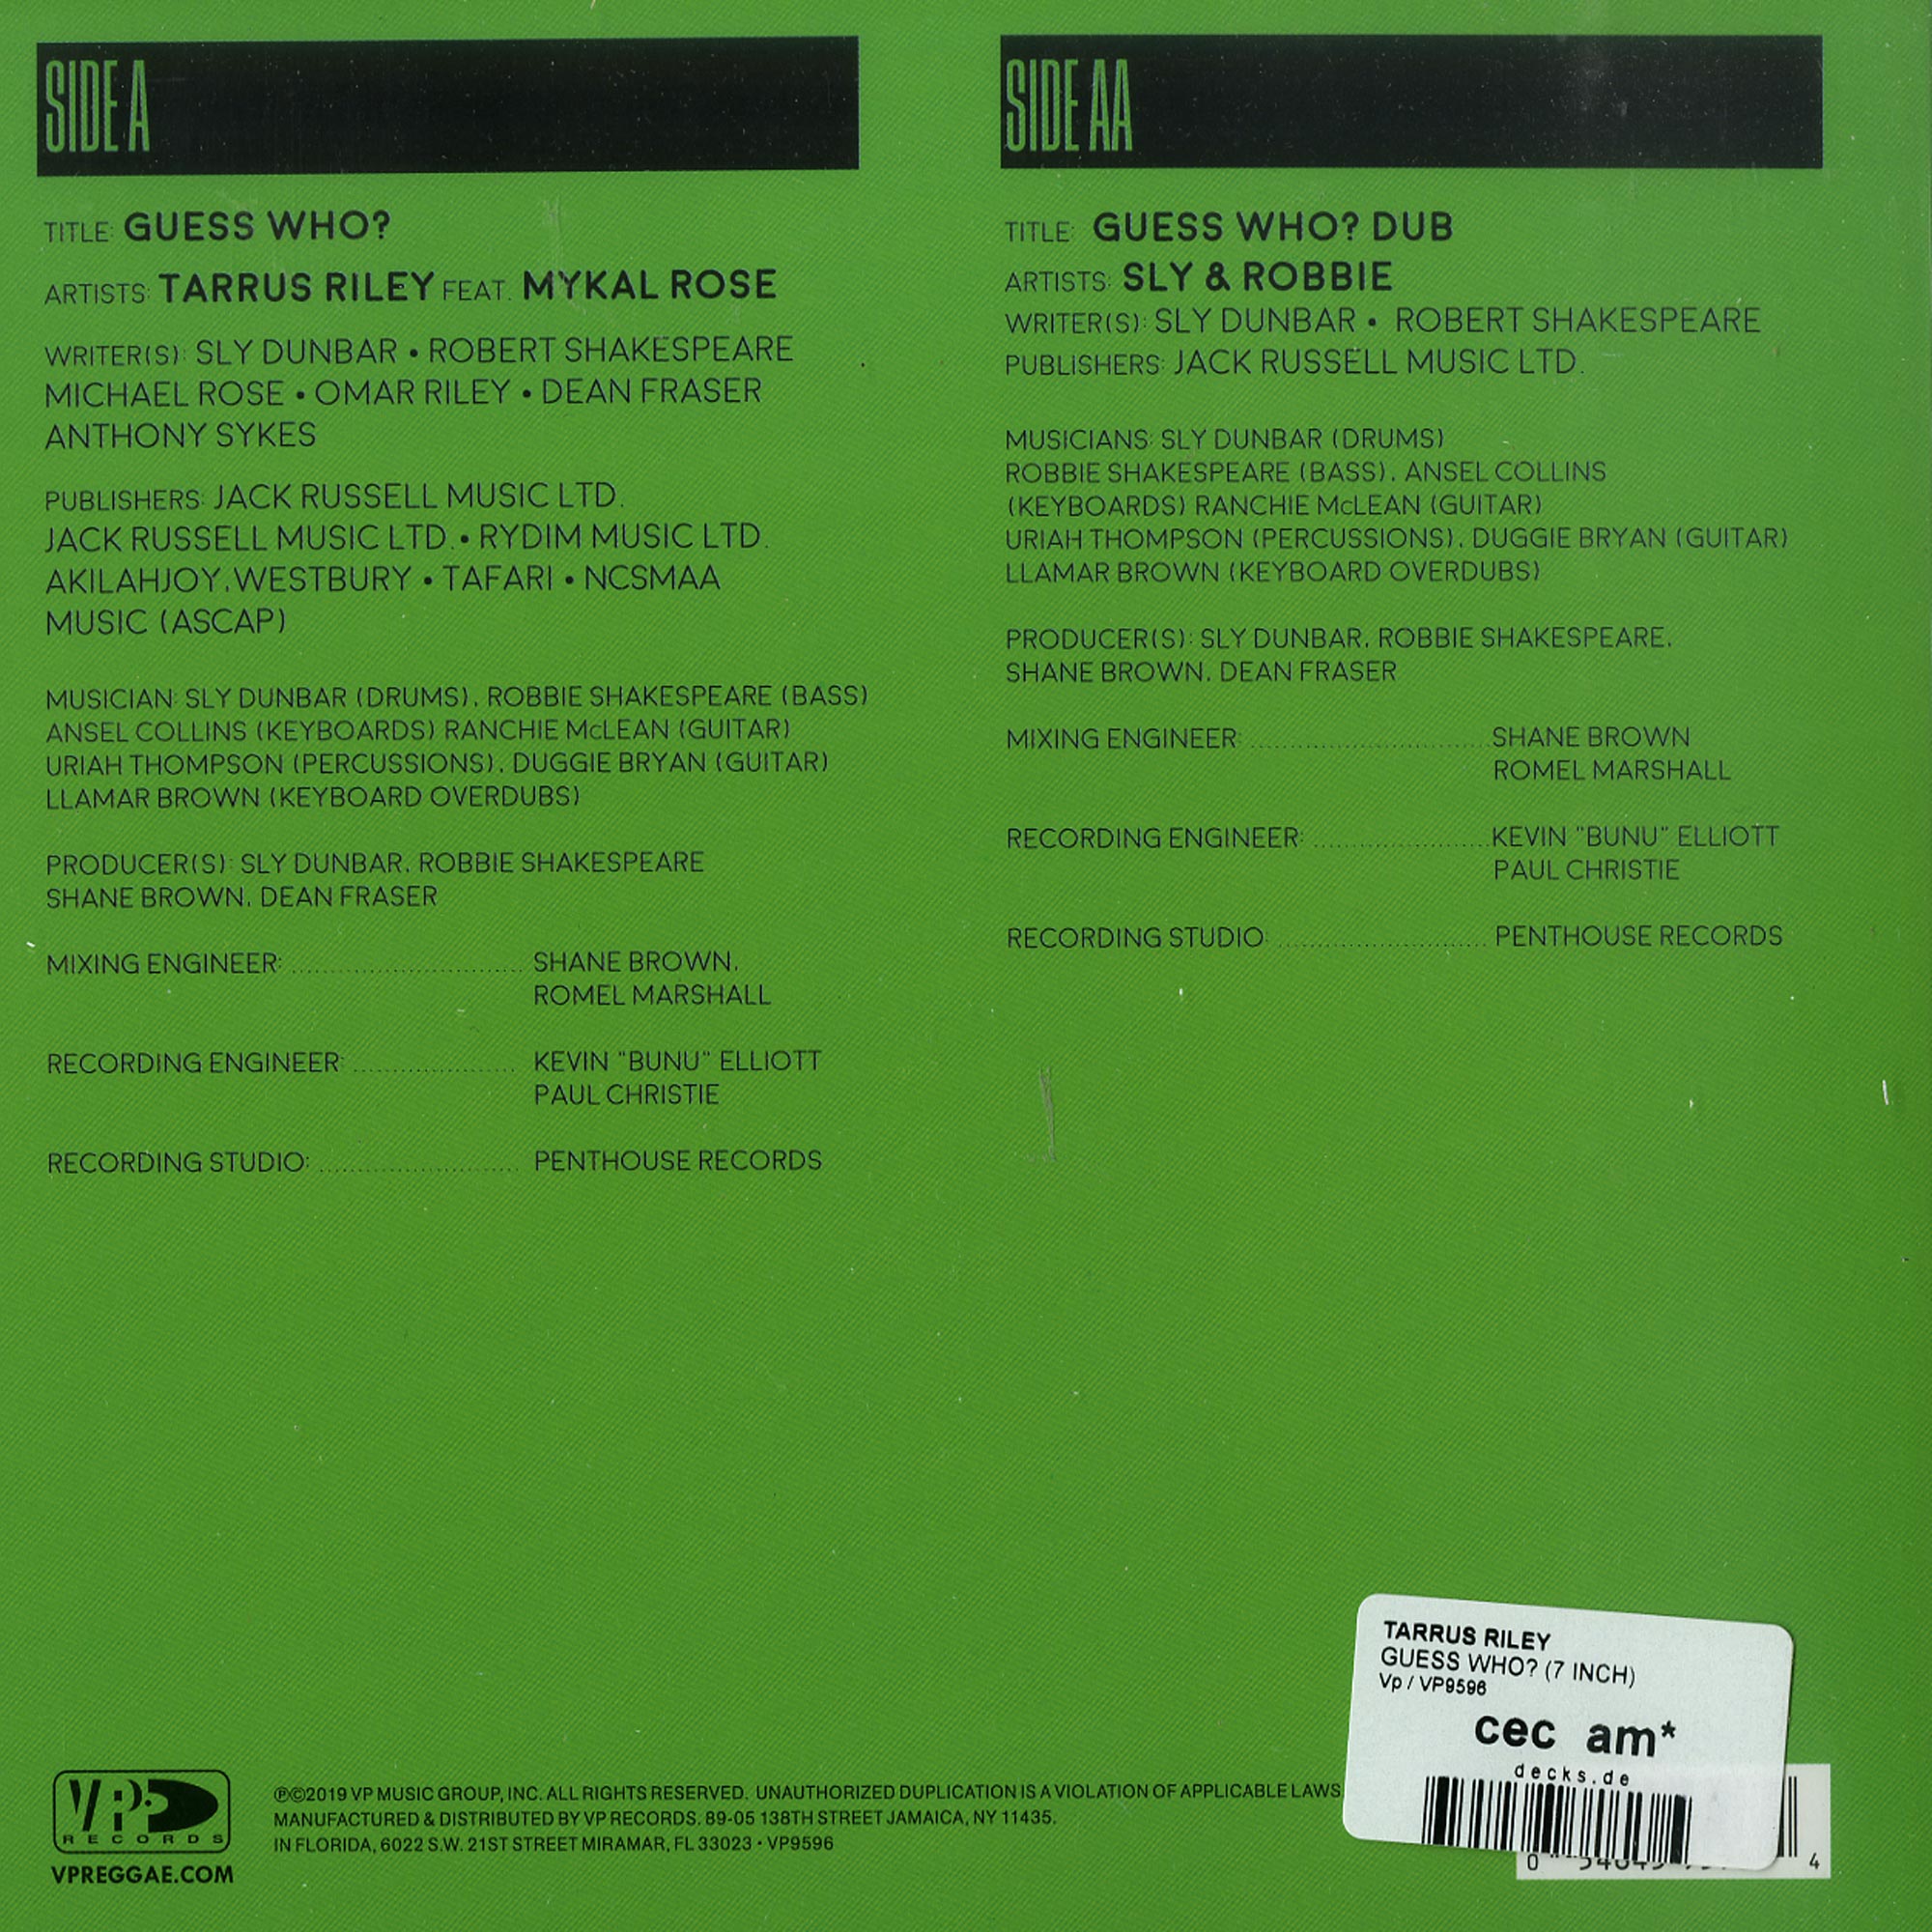 SIDE A
TITLE: GUESS WHO?
ARTISTS: TARRUS RILEY FEAT. MYKAL ROSE
WRITER(S): SLY DUNBAR • ROBERT SHAKESPEARE
MICHAEL ROSE • OMAR RILEY • DEAN FRASER
ANTHONY SYKES
PUBLISHERS: JACK RUSSELL MUSIC LTD.
JACK RUSSELL MUSIC LTD. • RYDIM MUSIC LTD.
AKILAHJOY, WESTBURY • TAFARI • NCSMAA
MUSIC (ASCAP)
MUSICIAN: SLY DUNBAR (DRUMS), ROBBIE SHAKESPEARE (BASS)
ANSEL COLLINS (KEYBOARDS) RANCHIE McLEAN (GUITAR)
URIAH THOMPSON (PERCUSSIONS), DUGGIE BRYAN (GUITAR)
LLAMAR BROWN (KEYBOARD OVERDUBS)
PRODUCER(S): SLY DUNBAR, ROBBIE SHAKESPEARE
SHANE BROWN, DEAN FRASER
MIXING ENGINEER: ........................... SHANE BROWN,
ROMEL MARSHALL
RECORDING ENGINEER: ................... KEVIN "BUNU" ELLIOTT
PAUL CHRISTIE
RECORDING STUDIO: ....................... PENTHOUSE RECORDS
SIDE AA
TITLE: GUESS WHO? DUB
ARTISTS: SLY & ROBBIE
WRITER(S): SLY DUNBAR • ROBERT SHAKESPEARE
PUBLISHERS: JACK RUSSELL MUSIC LTD.
MUSICIANS: SLY DUNBAR (DRUMS)
ROBBIE SHAKESPEARE (BASS), ANSEL COLLINS
(KEYBOARDS) RANCHIE McLEAN (GUITAR)
URIAH THOMPSON (PERCUSSIONS), DUGGIE BRYAN (GUITAR)
LLAMAR BROWN (KEYBOARD OVERDUBS)
PRODUCER(S): SLY DUNBAR, ROBBIE SHAKESPEARE,
SHANE BROWN, DEAN FRASER
MIXING ENGINEER: ........................... SHANE BROWN
ROMEL MARSHALL
RECORDING ENGINEER: .................... KEVIN "BUNU" ELLIOTT
PAUL CHRISTIE
RECORDING STUDIO: ........................ PENTHOUSE RECORDS
VP RECORDS
VPREGGAE.COM
℗©2019 VP MUSIC GROUP, INC. ALL RIGHTS RESERVED. UNAUTHORIZED DUPLICATION IS A VIOLATION OF APPLICABLE LAWS
MANUFACTURED & DISTRIBUTED BY VP RECORDS. 89-05 138TH STREET JAMAICA, NY 11435.
IN FLORIDA, 6022 S.W. 21ST STREET MIRAMAR, FL 33023 • VP9596
TARRUS RILEY
GUESS WHO? (7 INCH)
Vp / VP9596
cec am*
decks.de
0 4